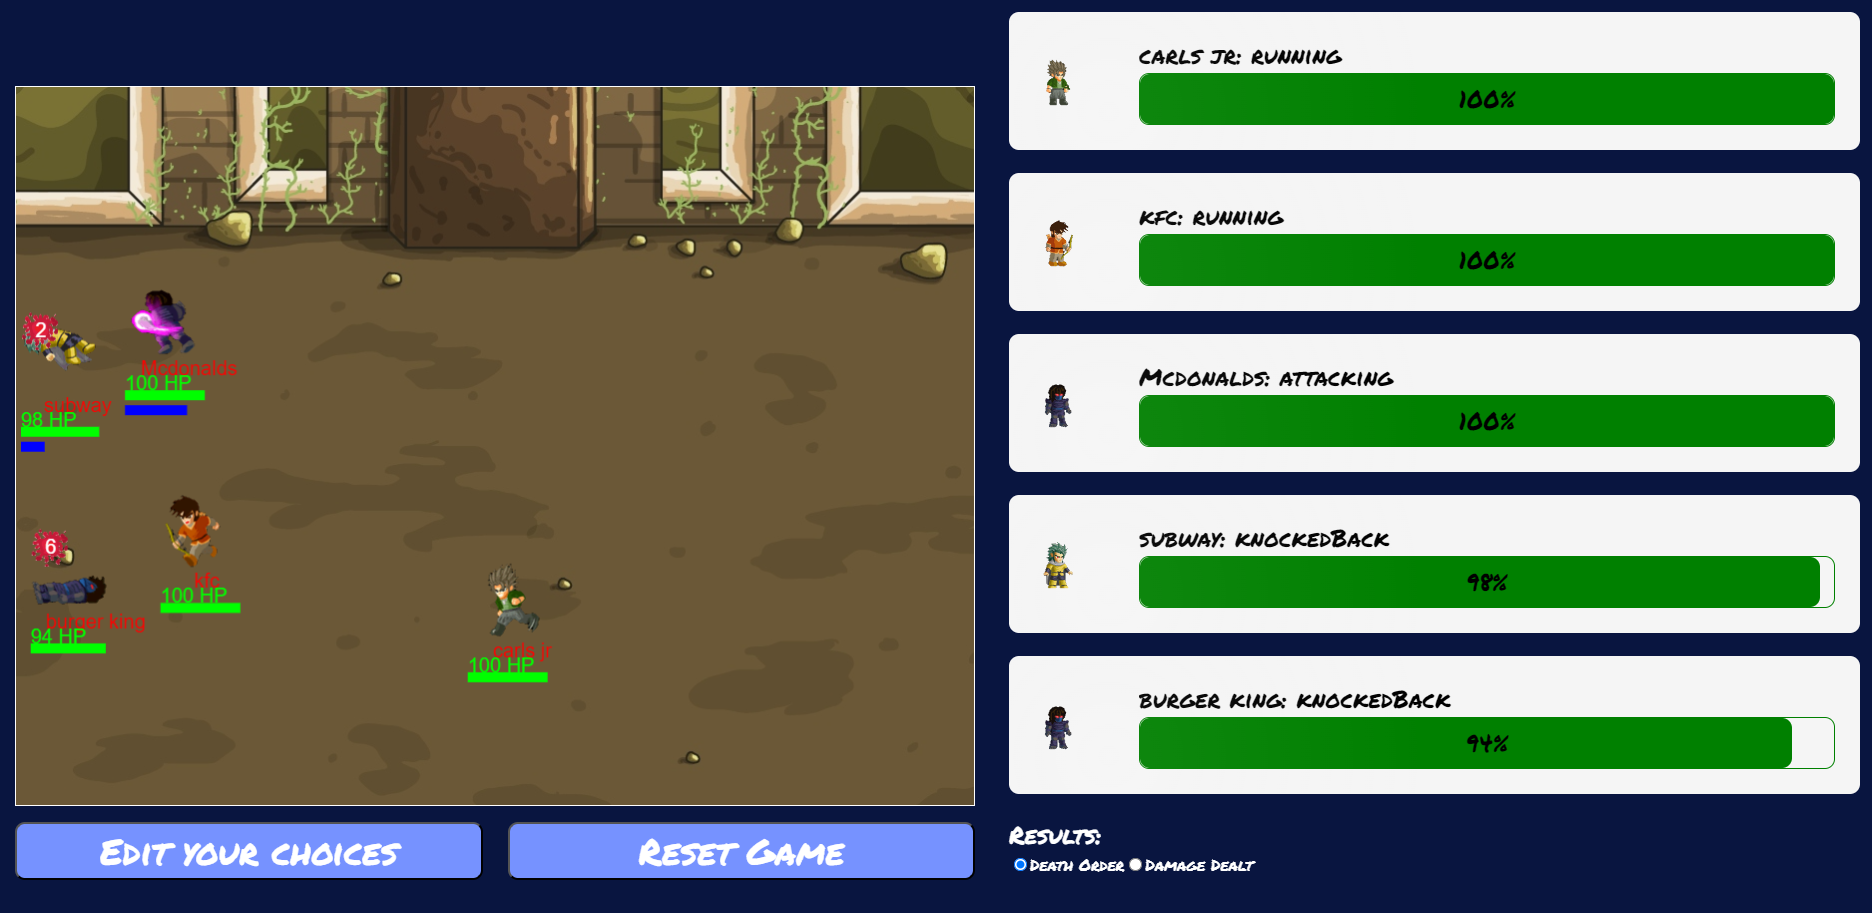 2
Mcdonalds
100 HP
subway
98 HP
6
kfc
100 HP
burger king
94 HP
carls jr
100 HP
Edit your choices
Reset Game
carls jr: running
100%
kfc: running
100%
Mcdonalds: attacking
100%
subway: knockedBack
98%
burger king: knockedBack
94%
Results:
Death Order Damage Dealt